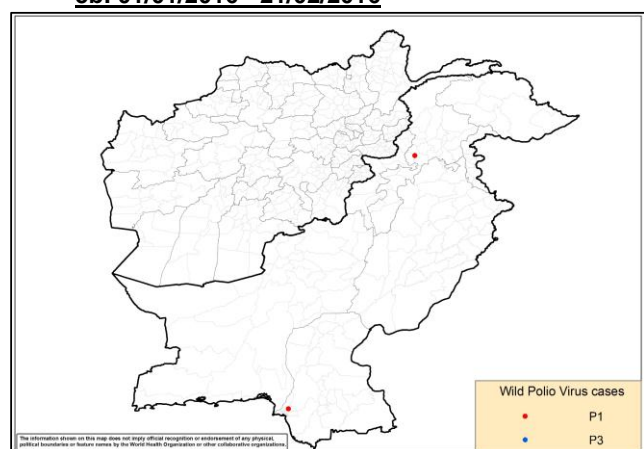 Wild Polio Virus cases
P1
P3
The information shown on this map does not imply official recognition or endorsement of any physical,
political boundaries or feature names by the World Health Organization or other collaborative organizations.